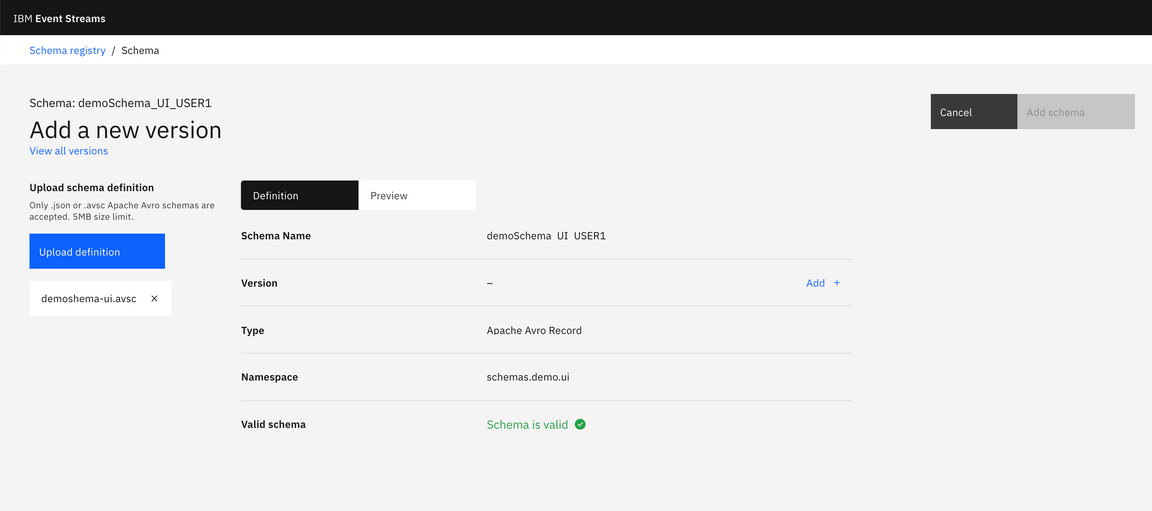 IBM Event Streams
Schema registry / Schema
Schema: demoSchema_UI_USER1
Add a new version
View all versions
Cancel
Add schema
Upload schema definition
Only .json or .avsc Apache Avro schemas are
accepted. 5MB size limit.
Upload definition
demoshema-ui.avsc ×
Definition
Preview
Schema Name demoSchema UI USER1
Version – Add +
Type Apache Avro Record
Namespace schemas.demo.ui
Valid schema Schema is valid